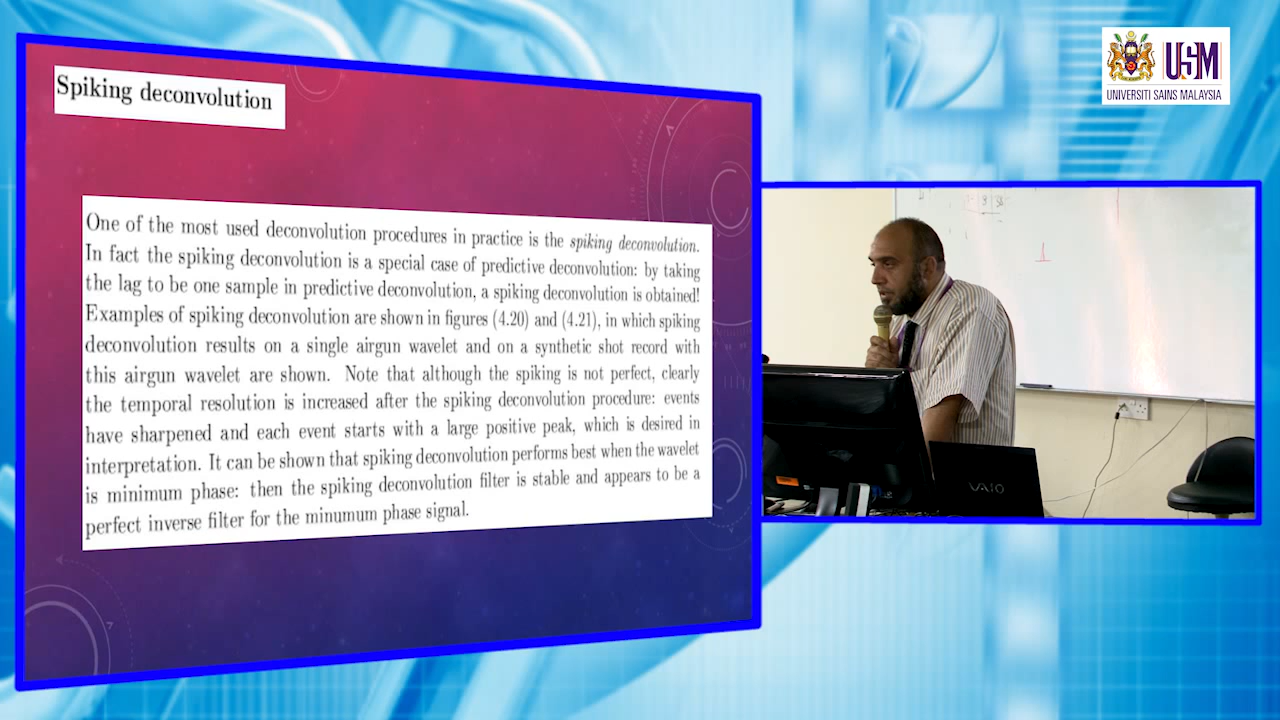 Spiking deconvolution
One of the most used deconvolution procedures in practice is the spiking deconvolution.
In fact the spiking deconvolution is a special case of predictive deconvolution: by taking
the lag to be one sample in predictive deconvolution, a spiking deconvolution is obtained!
Examples of spiking deconvolution are shown in figures (4.20) and (4.21), in which spiking
deconvolution results on a single airgun wavelet and on a synthetic shot record with
this airgun wavelet are shown. Note that although the spiking is not perfect, clearly
the temporal resolution is increased after the spiking deconvolution procedure: events
have sharpened and each event starts with a large positive peak, which is desired in
interpretation. It can be shown that spiking deconvolution performs best when the wavelet
is minimum phase: then the spiking deconvolution filter is stable and appears to be a
perfect inverse filter for the minumum phase signal.
USM
UNIVERSITI SAINS MALAYSIA
VAIO